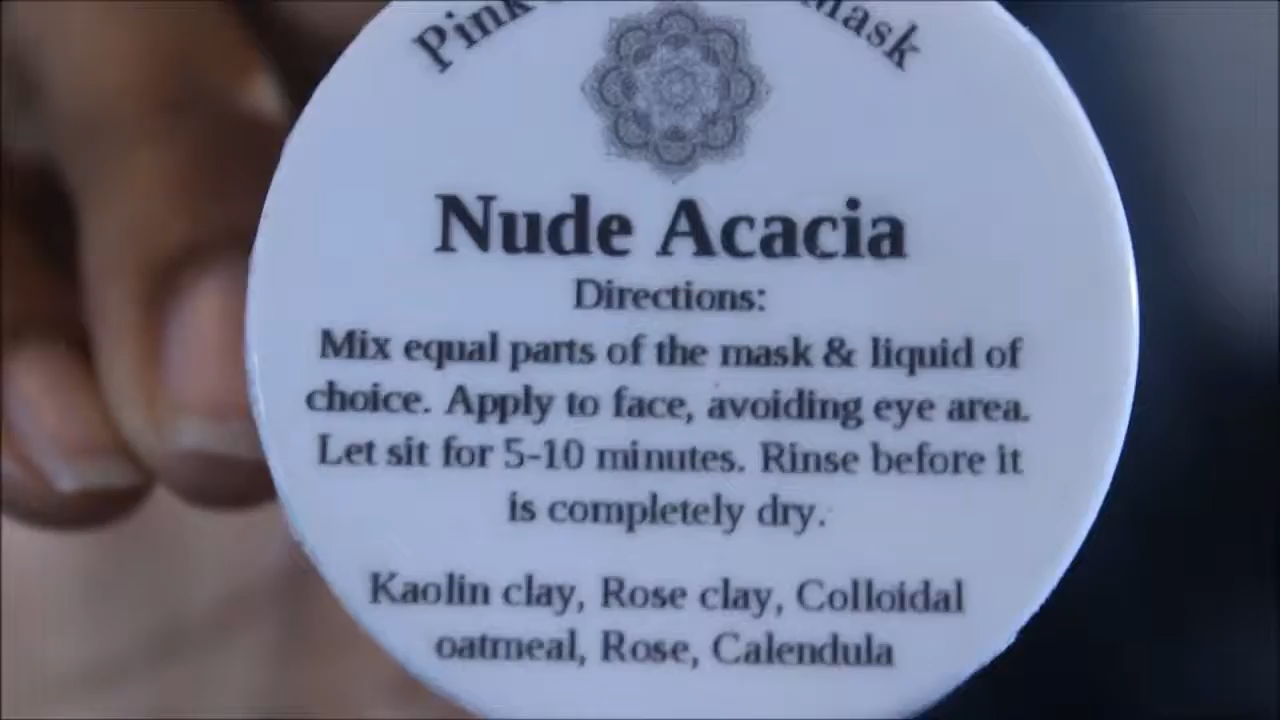 Pink mask
Nude Acacia
Directions:
Mix equal parts of the mask & liquid of
choice. Apply to face, avoiding eye area.
Let sit for 5-10 minutes. Rinse before it
is completely dry.
Kaolin clay, Rose clay, Colloidal
oatmeal, Rose, Calendula